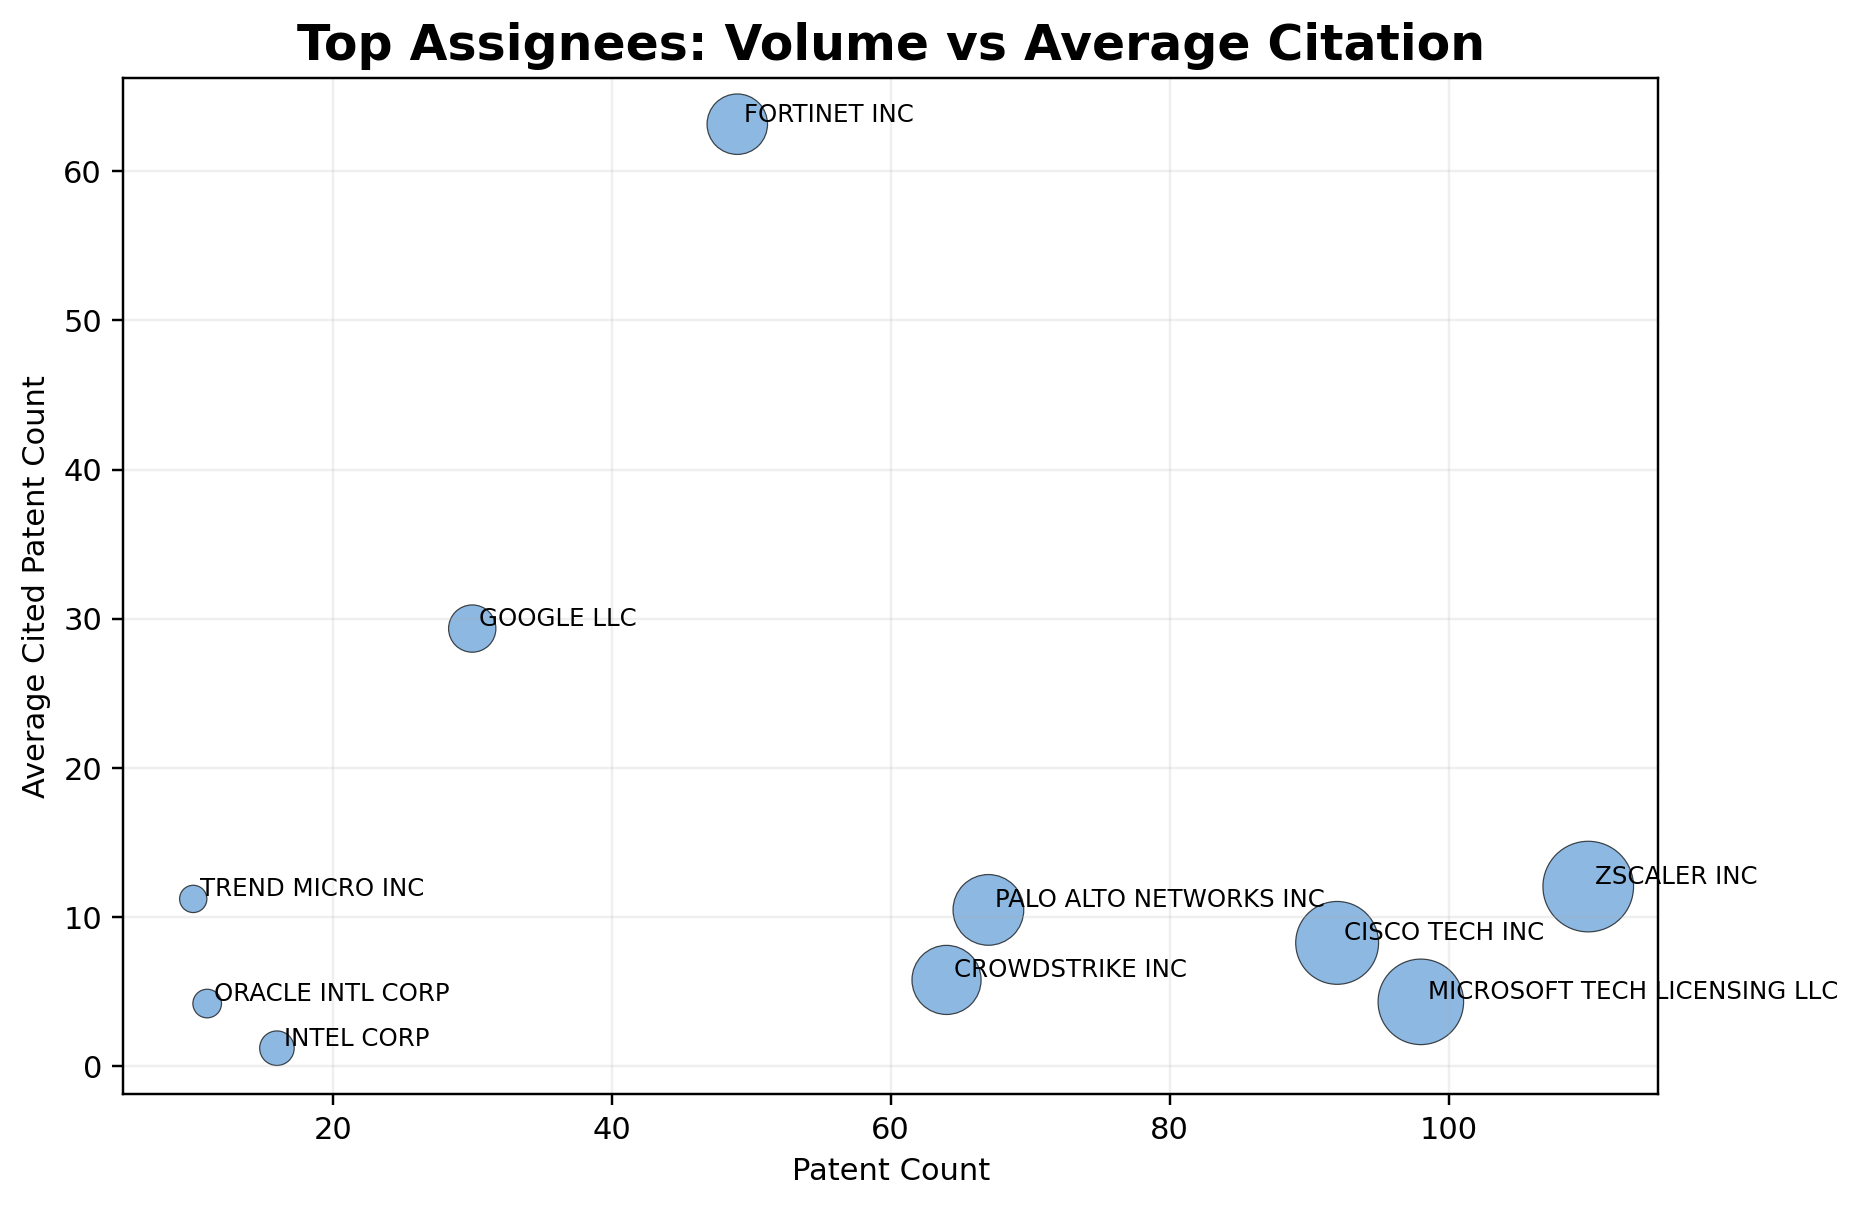 Top Assignees: Volume vs Average Citation
FORTINET INC
60
50
40
GOOGLE LLC
30
20
ZSCALER INC
TREND MICRO INC
PALO ALTO NETWORKS INC
10
CISCO TECH INC
CROWDSTRIKE INC
MICROSOFT TECH LICENSING LLC
ORACLE INTL CORP
INTEL CORP
0
Average Cited Patent Count
20
40
60
80
100
Patent Count